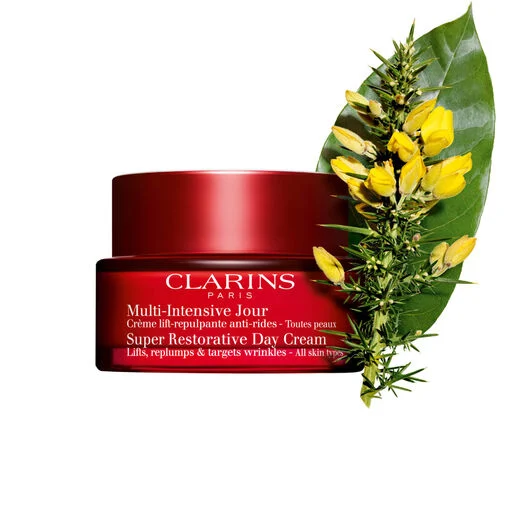 CLARINS
PARIS
Multi-Intensive Jour
Crème lift-repulpante anti-rides - Toutes peaux
Super Restorative Day Cream
Lifts, replumps & targets wrinkles - All skin types